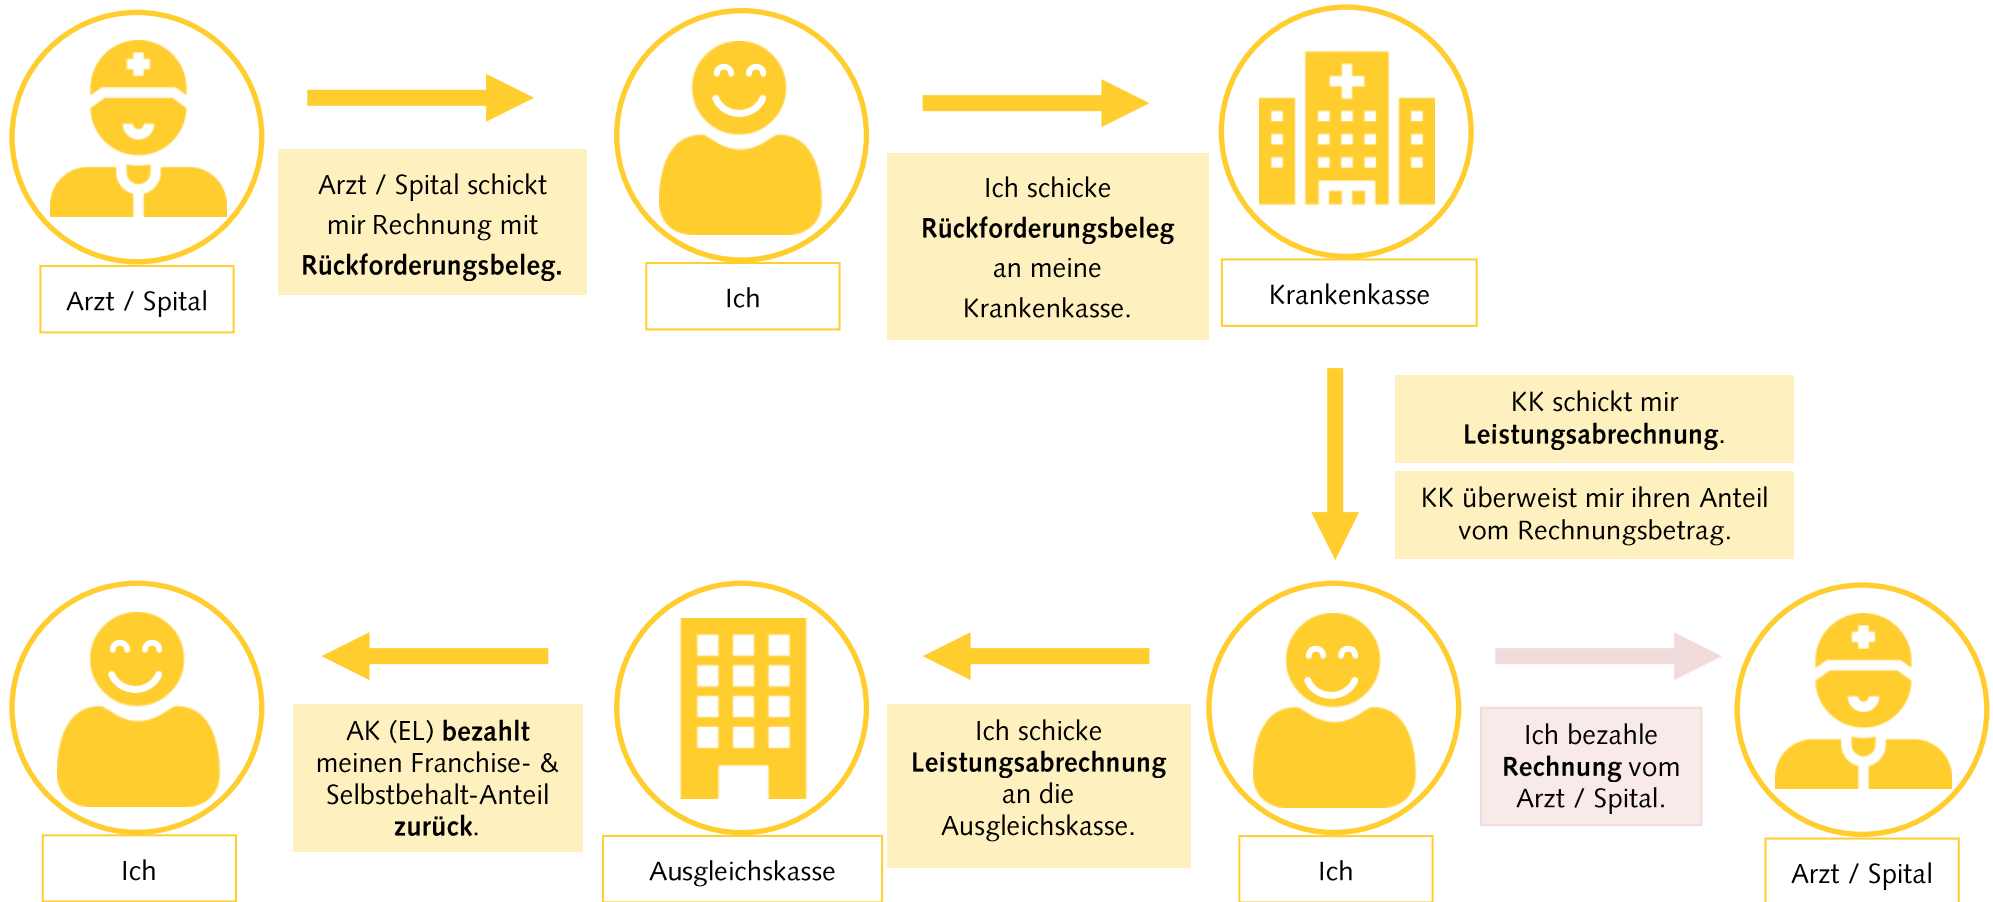 Arzt / Spital schickt
mir Rechnung mit
Rückforderungsbeleg.
Arzt / Spital
Ich
Ich schicke
Rückforderungsbeleg
an meine
Krankenkasse.
Krankenkasse
KK schickt mir
Leistungsabrechnung.
KK überweist mir ihren Anteil
vom Rechnungsbetrag.
Ich bezahle
Rechnung vom
Arzt / Spital.
Arzt / Spital
Ich
Ich schicke
Leistungsabrechnung
an die
Ausgleichskasse.
Ausgleichskasse
AK (EL) bezahlt
meinen Franchise- &
Selbstbehalt-Anteil
zurück.
Ich